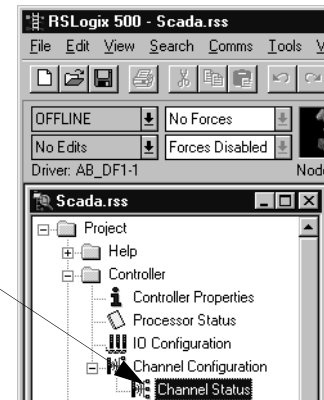 RSLogix 500 - Scada.rss
File Edit View Search Comms Tools
OFFLINE No Forces
No Edits Forces Disabled
Driver: AB_DF1-1
Scada.rss
Project
Help
Controller
Controller Properties
Processor Status
IO Configuration
Channel Configuration
Channel Status